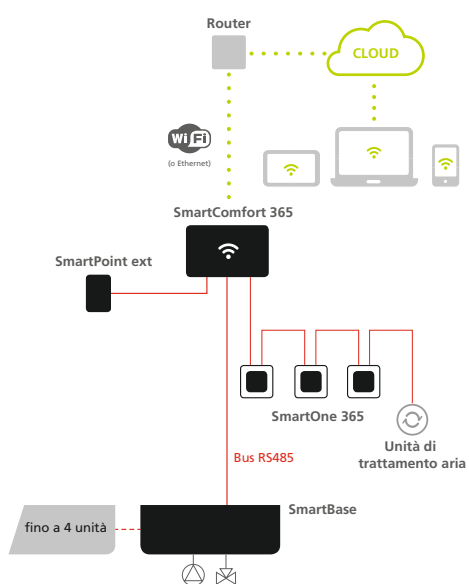 Router
CLOUD
WiFi
(o Ethernet)
SmartComfort 365
SmartPoint ext
SmartOne 365
Unità di
trattamento aria
Bus RS485
SmartBase
fino a 4 unità